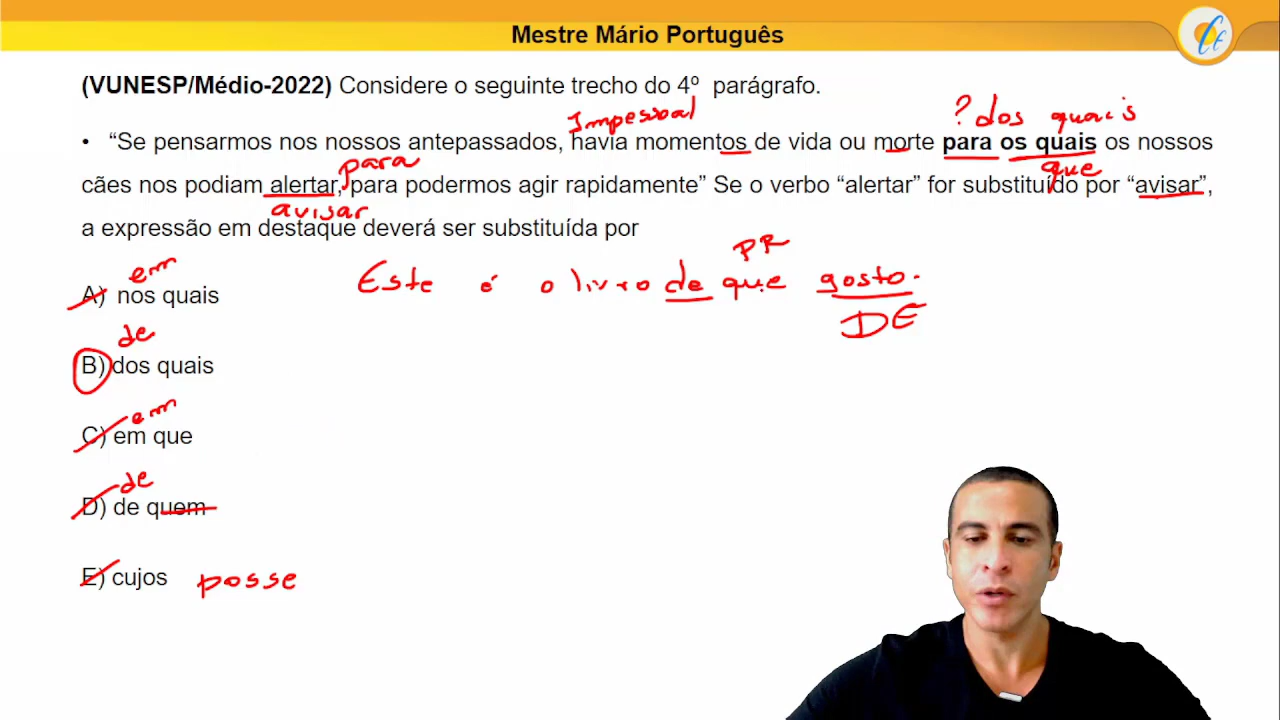 Mestre Mário Português
(VUNESP/Médio-2022) Considere o seguinte trecho do 4º parágrafo.
Impessoal ? dos quais
• “Se pensarmos nos nossos antepassados, havia momentos de vida ou morte para os quais os nossos
para que
cães nos podiam alertar, para podermos agir rapidamente” Se o verbo “alertar” for substituído por “avisar”,
avisar
a expressão em destaque deverá ser substituída por
PR
em
A) nos quais
Este é o livro de que gosto.
DE
de
B) dos quais
em
C) em que
de
D) de quem
E) cujos posse